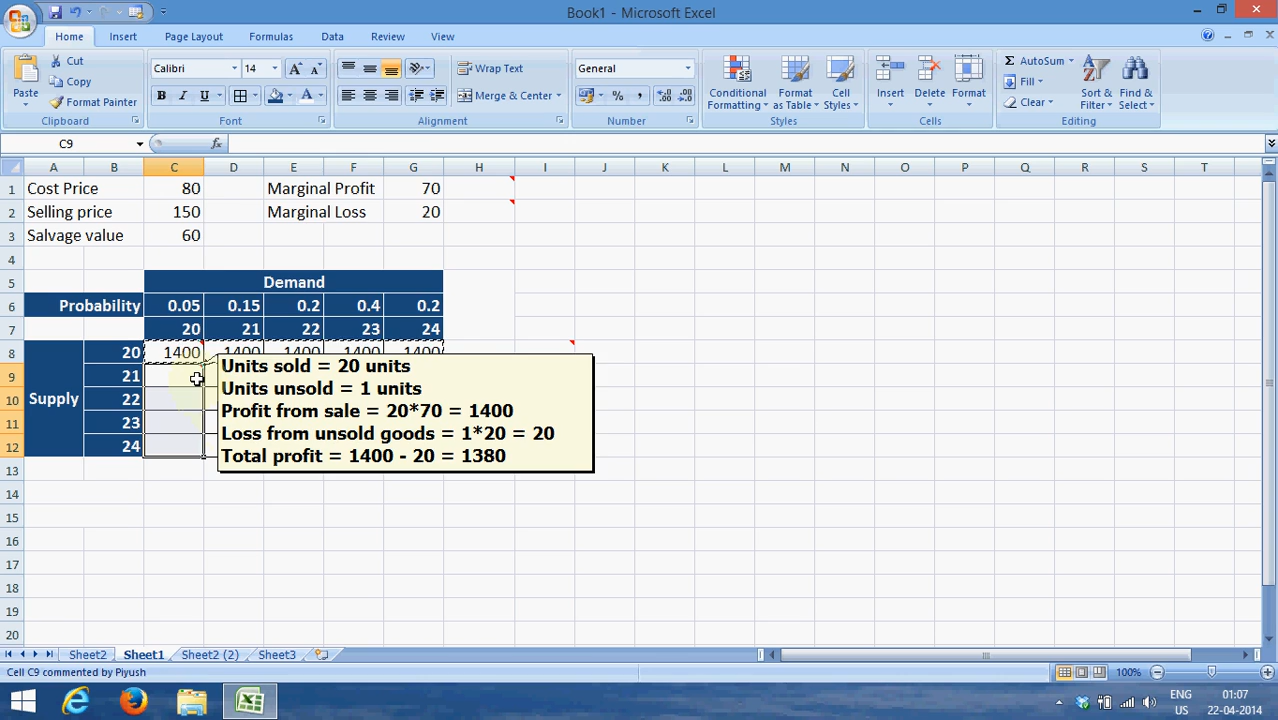 Book1 - Microsoft Excel
Home Insert Page Layout Formulas Data Review View
Paste Cut Calibri 14 Wrap Text General Conditional Formatting Format as Table Cell Styles Insert Delete Format AutoSum Sort & Filter Find & Select
Copy Fill
Format Painter B I U Merge & Center % , Clear
Clipboard Font Alignment Number Styles Cells Editing
C9 fx
A B C D E F G H I J K L M N O P Q R S T
1 Cost Price 80 Marginal Profit 70
2 Selling price 150 Marginal Loss 20
3 Salvage value 60
4
5 Demand
6 Probability 0.05 0.15 0.2 0.4 0.2
7 20 21 22 23 24
8 20 1400 1400 1400 1400 1400
9 21
10 22
Supply
11 23
12 24
Units sold = 20 units
Units unsold = 1 units
Profit from sale = 20*70 = 1400
Loss from unsold goods = 1*20 = 20
Total profit = 1400 - 20 = 1380
13
14
15
16
17
18
19
20
Sheet2 Sheet1 Sheet2 (2) Sheet3
Cell C9 commented by Piyush 100%
ENG 01:07
US 22-04-2014